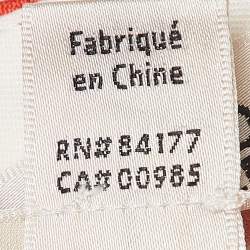 Fabriqué
en Chine
RN# 84177
CA# 00985